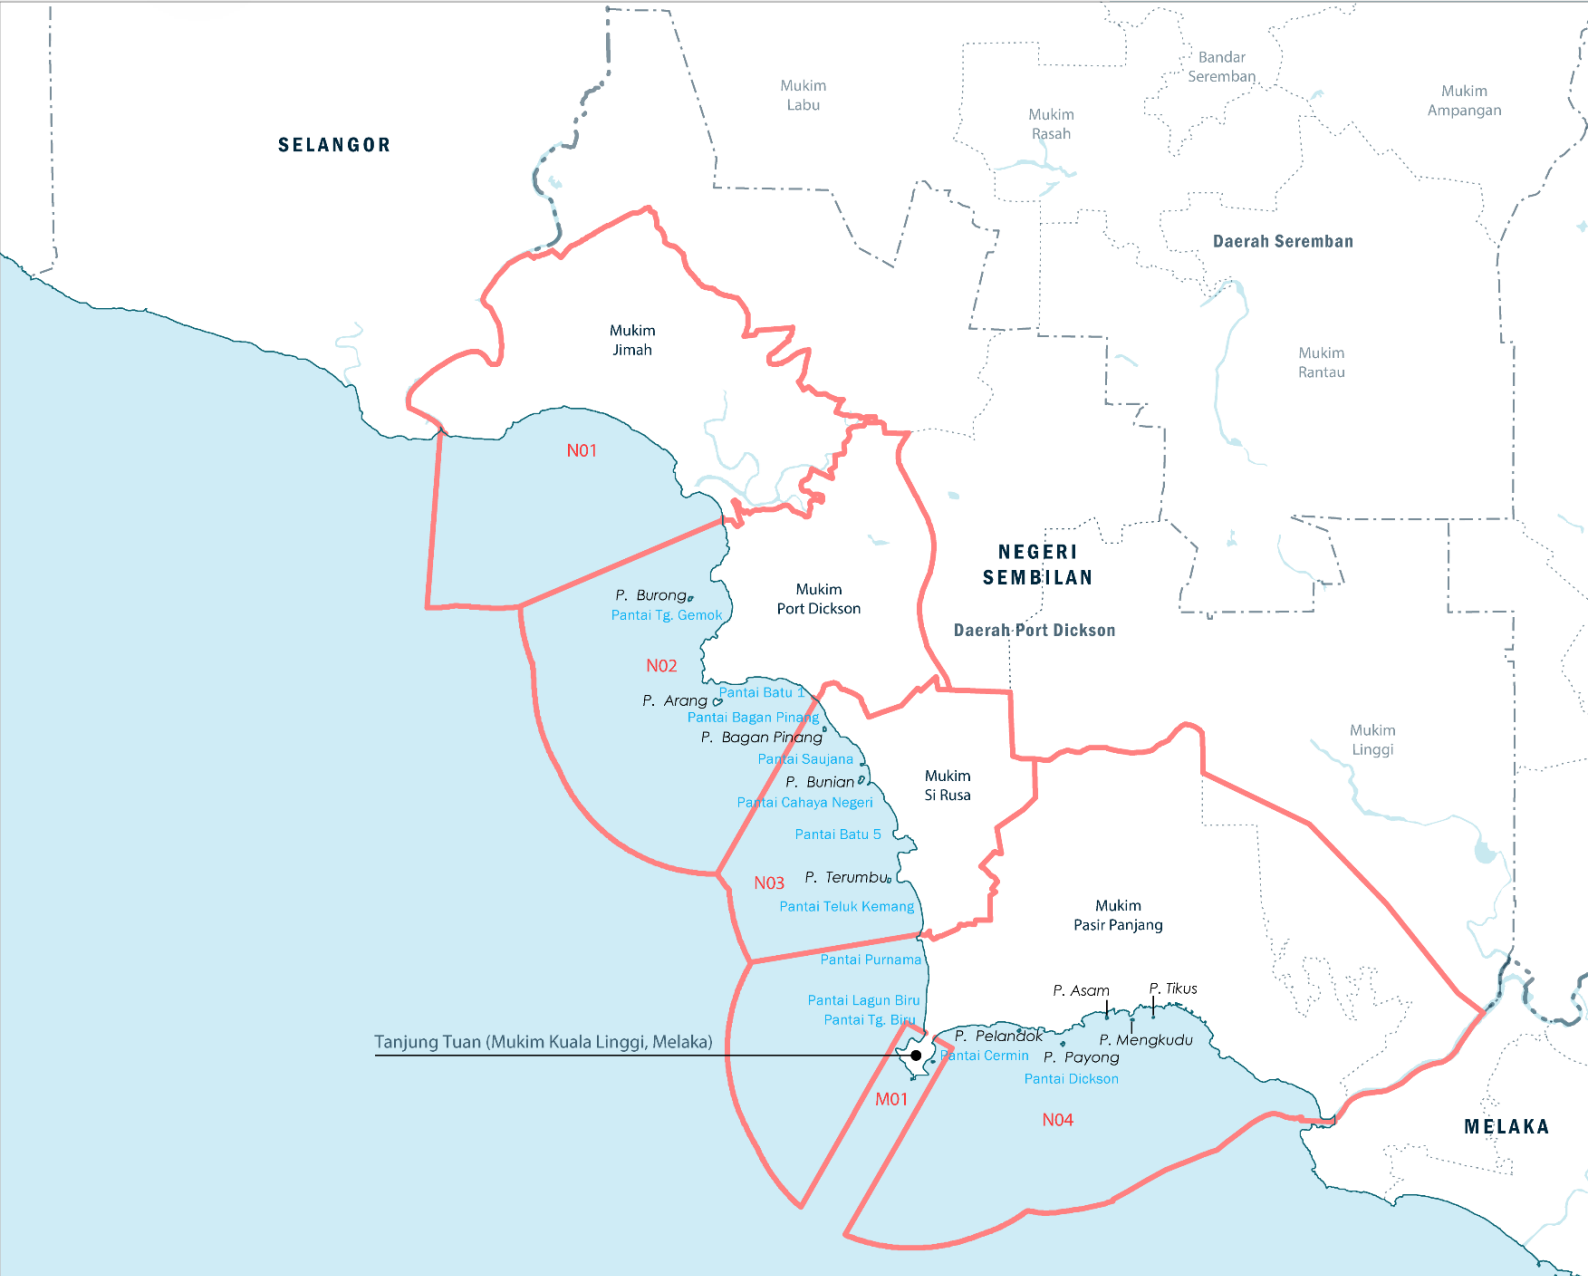 Bandar
Seremban
Mukim
Labu
Mukim
Ampangan
Mukim
Rasah
SELANGOR
Daerah Seremban
Mukim
Jimah
Mukim
Rantau
N01
NEGERI
SEMBILAN
Mukim
Port Dickson
P. Burong
Pantai Tg. Gemok
Daerah Port Dickson
N02
Pantai Batu 1
P. Arang
Pantai Bagan Pinang
P. Bagan Pinang
Mukim
Linggi
Pantai Saujana
P. Bunian
Mukim
Si Rusa
Pantai Cahaya Negeri
Pantai Batu 5
N03
P. Terumbu
Pantai Teluk Kemang
Mukim
Pasir Panjang
Pantai Purnama
P. Asam
P. Tikus
Pantai Lagun Biru
Pantai Tg. Biru
Tanjung Tuan (Mukim Kuala Linggi, Melaka)
P. Pelandok
P. Mengkudu
Pantai Cermin
P. Payong
Pantai Dickson
M01
N04
MELAKA